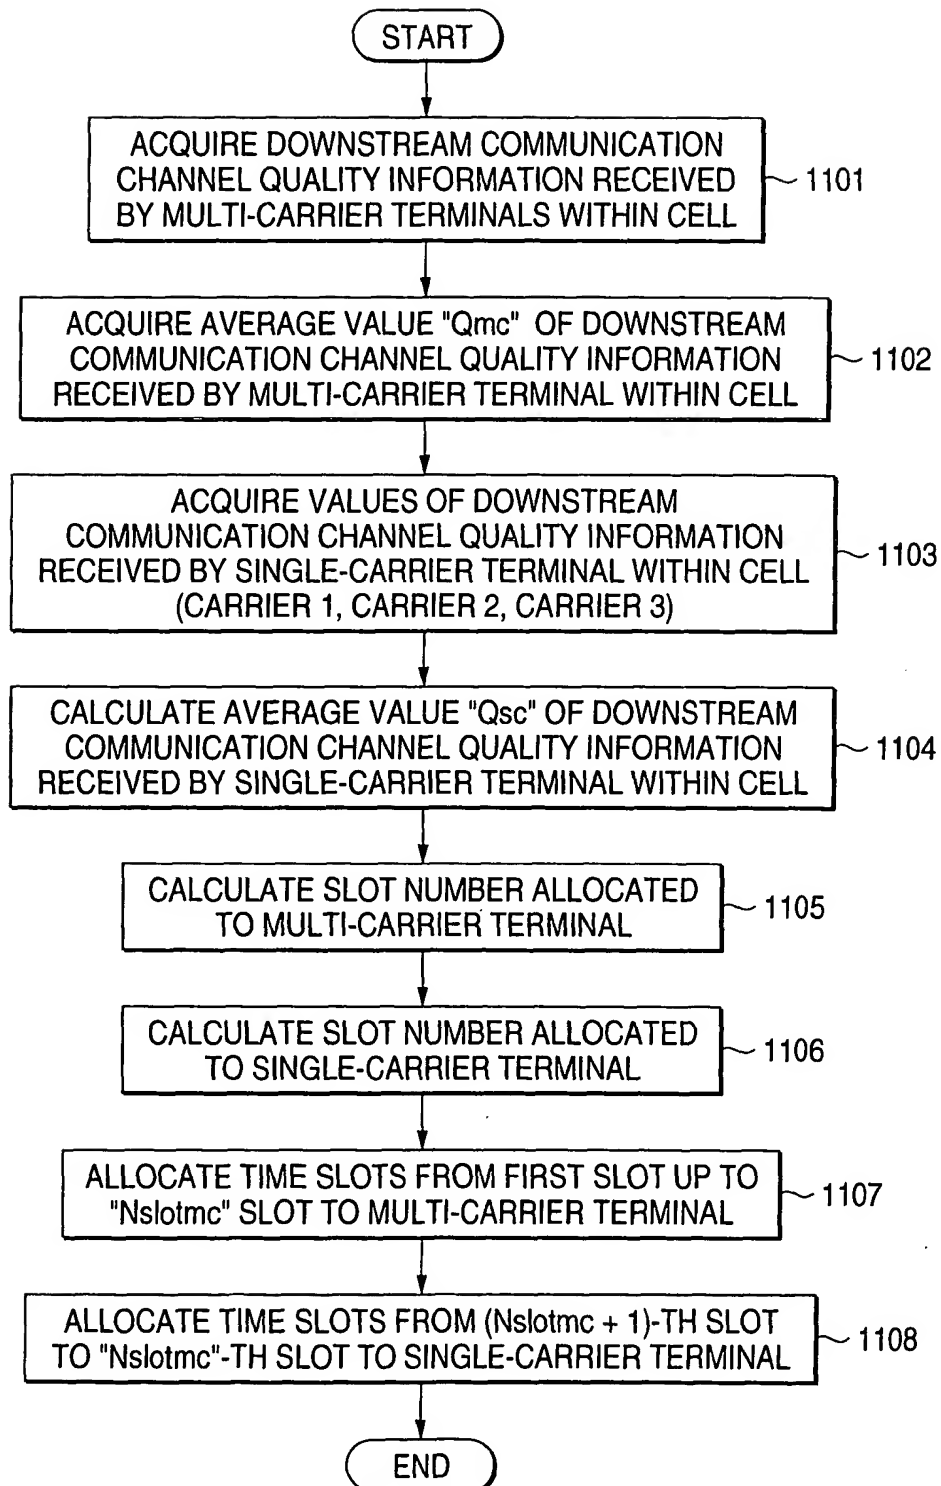 START
ACQUIRE DOWNSTREAM COMMUNICATION
CHANNEL QUALITY INFORMATION RECEIVED
BY MULTI-CARRIER TERMINALS WITHIN CELL
1101
ACQUIRE AVERAGE VALUE "Qmc" OF DOWNSTREAM
COMMUNICATION CHANNEL QUALITY INFORMATION
RECEIVED BY MULTI-CARRIER TERMINAL WITHIN CELL
1102
ACQUIRE VALUES OF DOWNSTREAM
COMMUNICATION CHANNEL QUALITY INFORMATION
RECEIVED BY SINGLE-CARRIER TERMINAL WITHIN CELL
(CARRIER 1, CARRIER 2, CARRIER 3)
1103
CALCULATE AVERAGE VALUE "Qsc" OF DOWNSTREAM
COMMUNICATION CHANNEL QUALITY INFORMATION
RECEIVED BY SINGLE-CARRIER TERMINAL WITHIN CELL
1104
CALCULATE SLOT NUMBER ALLOCATED
TO MULTI-CARRIER TERMINAL
1105
CALCULATE SLOT NUMBER ALLOCATED
TO SINGLE-CARRIER TERMINAL
1106
ALLOCATE TIME SLOTS FROM FIRST SLOT UP TO
"Nslotmc" SLOT TO MULTI-CARRIER TERMINAL
1107
ALLOCATE TIME SLOTS FROM (Nslotmc + 1)-TH SLOT
TO "Nslotmc"-TH SLOT TO SINGLE-CARRIER TERMINAL
1108
END